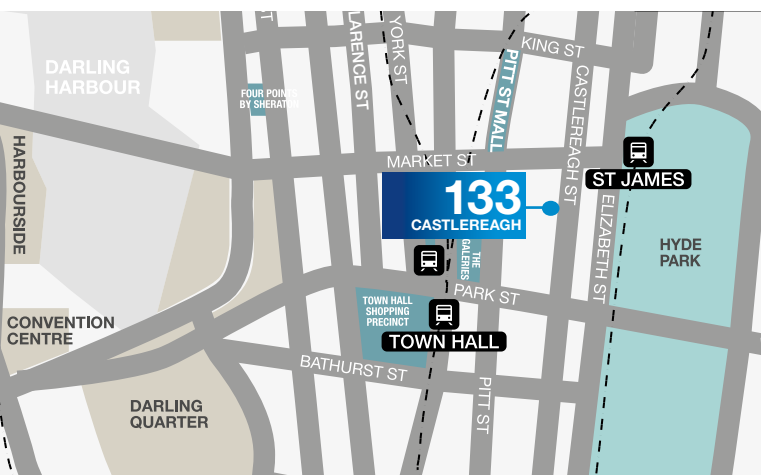 ST
LARENCE ST
YORK ST
KING ST
PITT ST MALL
CASTLEREAGH ST
DARLING
HARBOUR
FOUR POINTS
BY SHERATON
HARBOURSIDE
MARKET ST
ST JAMES
133
CASTLEREAGH
ELIZABETH ST
HYDE
PARK
THE
GALERIES
PARK ST
TOWN HALL
SHOPPING
PRECINCT
TOWN HALL
CONVENTION
CENTRE
BATHURST ST
PITT ST
DARLING
QUARTER